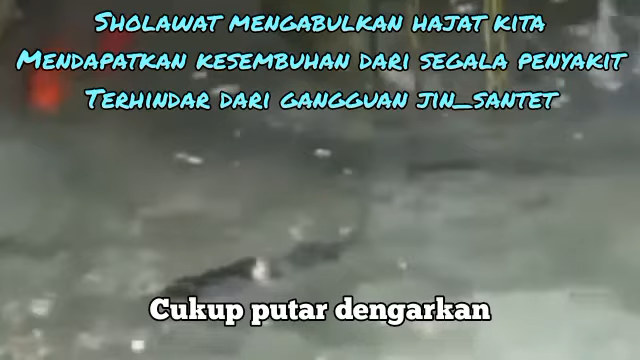 Sholawat mengabulkan hajat kita
Mendapatkan kesembuhan dari segala penyakit
Terhindar dari gangguan jin_santet
Cukup putar dengarkan